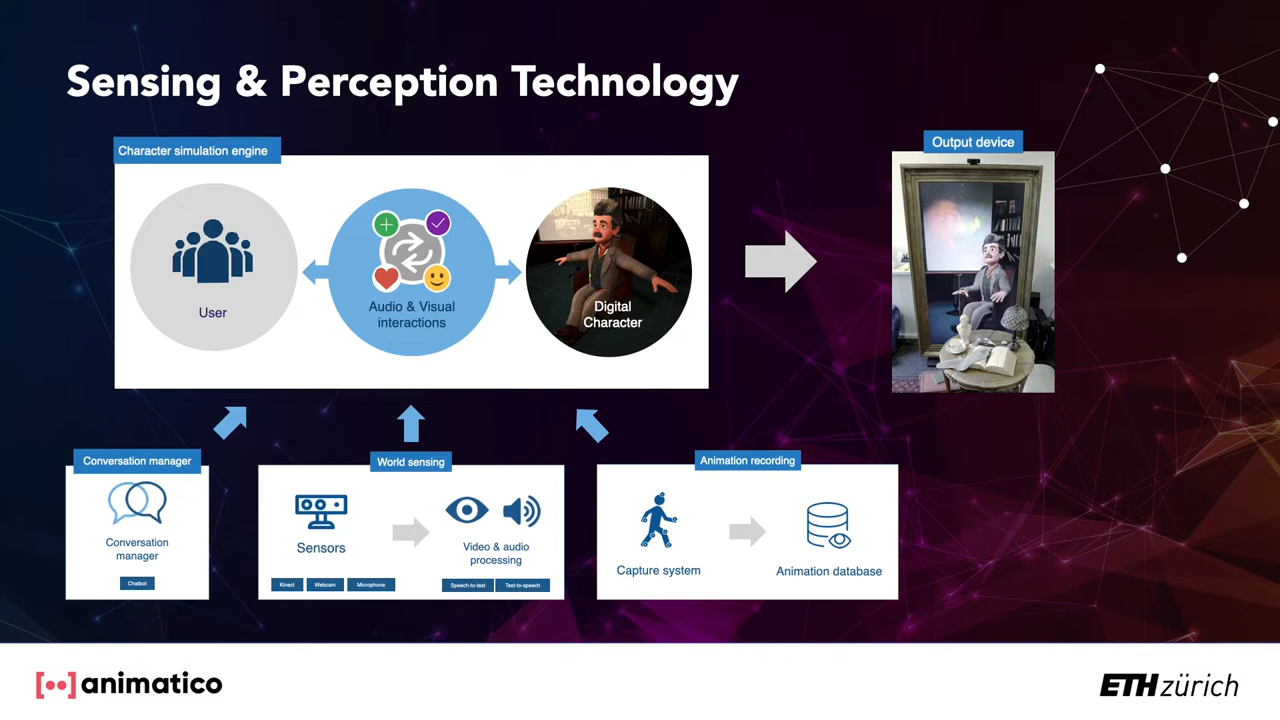 Sensing & Perception Technology
Character simulation engine
Output device
User
Audio & Visual
interactions
Digital
Character
Conversation manager
World sensing
Animation recording
Conversation
manager
Chatbot
Sensors
Kinect
Webcam
Microphone
Video & audio
processing
Speech-to-text
Text-to-speech
Capture system
Animation database
[••] animatico
ETH zürich